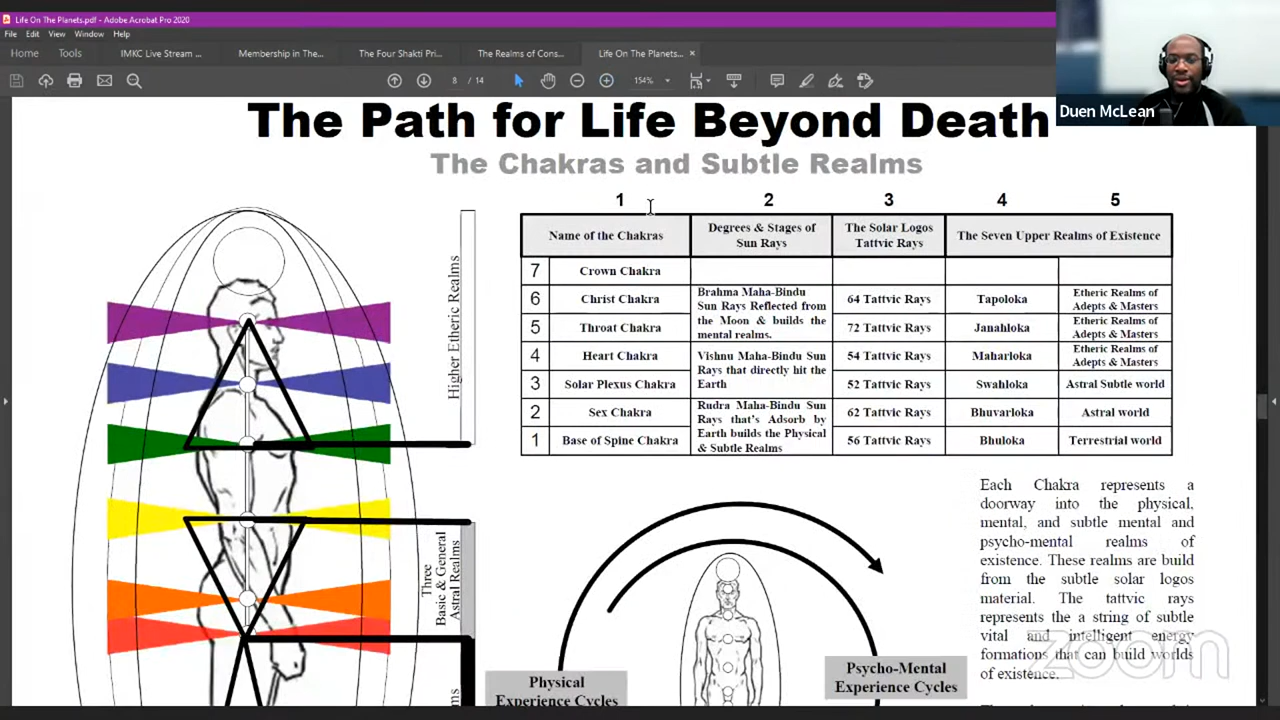 Life On The Planets.pdf - Adobe Acrobat Pro 2020
File Edit View Window Help
Home Tools IMKC Live Stream ... Membership in The... The Four Shakti Pri... The Realms of Cons... Life On The Planets... ×
8 / 14 154%
Duen McLean
The Path for Life Beyond Death
The Chakras and Subtle Realms
1 2 3 4 5
Name of the Chakras
Degrees & Stages of
Sun Rays
The Solar Logos
Tattvic Rays
The Seven Upper Realms of Existence
7 Crown Chakra
6 Christ Chakra
5 Throat Chakra
4 Heart Chakra
3 Solar Plexus Chakra
2 Sex Chakra
1 Base of Spine Chakra
Brahma Maha-Bindu
Sun Rays Reflected from
the Moon & builds the
mental realms.
Vishnu Maha-Bindu Sun
Rays that directly hit the
Earth
Rudra Maha-Bindu Sun
Rays that's Adsorb by
Earth builds the Physical
& Subtle Realms
64 Tattvic Rays
72 Tattvic Rays
54 Tattvic Rays
52 Tattvic Rays
62 Tattvic Rays
56 Tattvic Rays
Tapoloka
Janahloka
Maharloka
Swahloka
Bhuvarloka
Bhuloka
Etheric Realms of
Adepts & Masters
Etheric Realms of
Adepts & Masters
Etheric Realms of
Adepts & Masters
Astral Subtle world
Astral world
Terrestrial world
Higher Etheric Realms
Three
Basic & General
Astral Realms
Physical
Experience Cycles
Psycho-Mental
Experience Cycles
Each Chakra represents a
doorway into the physical,
mental, and subtle mental and
psycho-mental realms of
existence. These realms are build
from the subtle solar logos
material. The tattvic rays
represents the a string of subtle
vital and intelligent energy
formations that can build worlds
of existence.
zoom